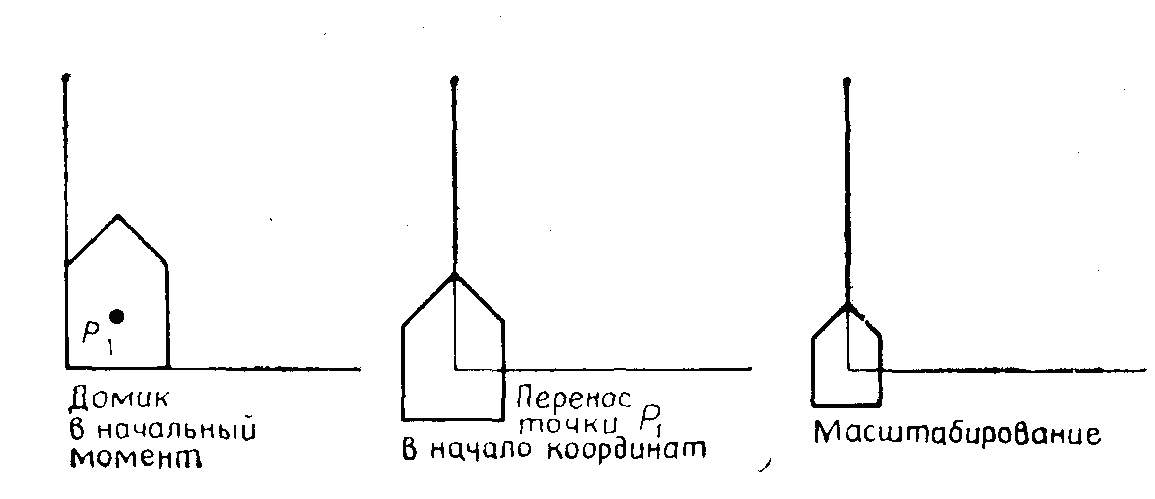 P1
Домик
в начальный
момент
Перенос
точки P1
в начало координат
Масштабирование